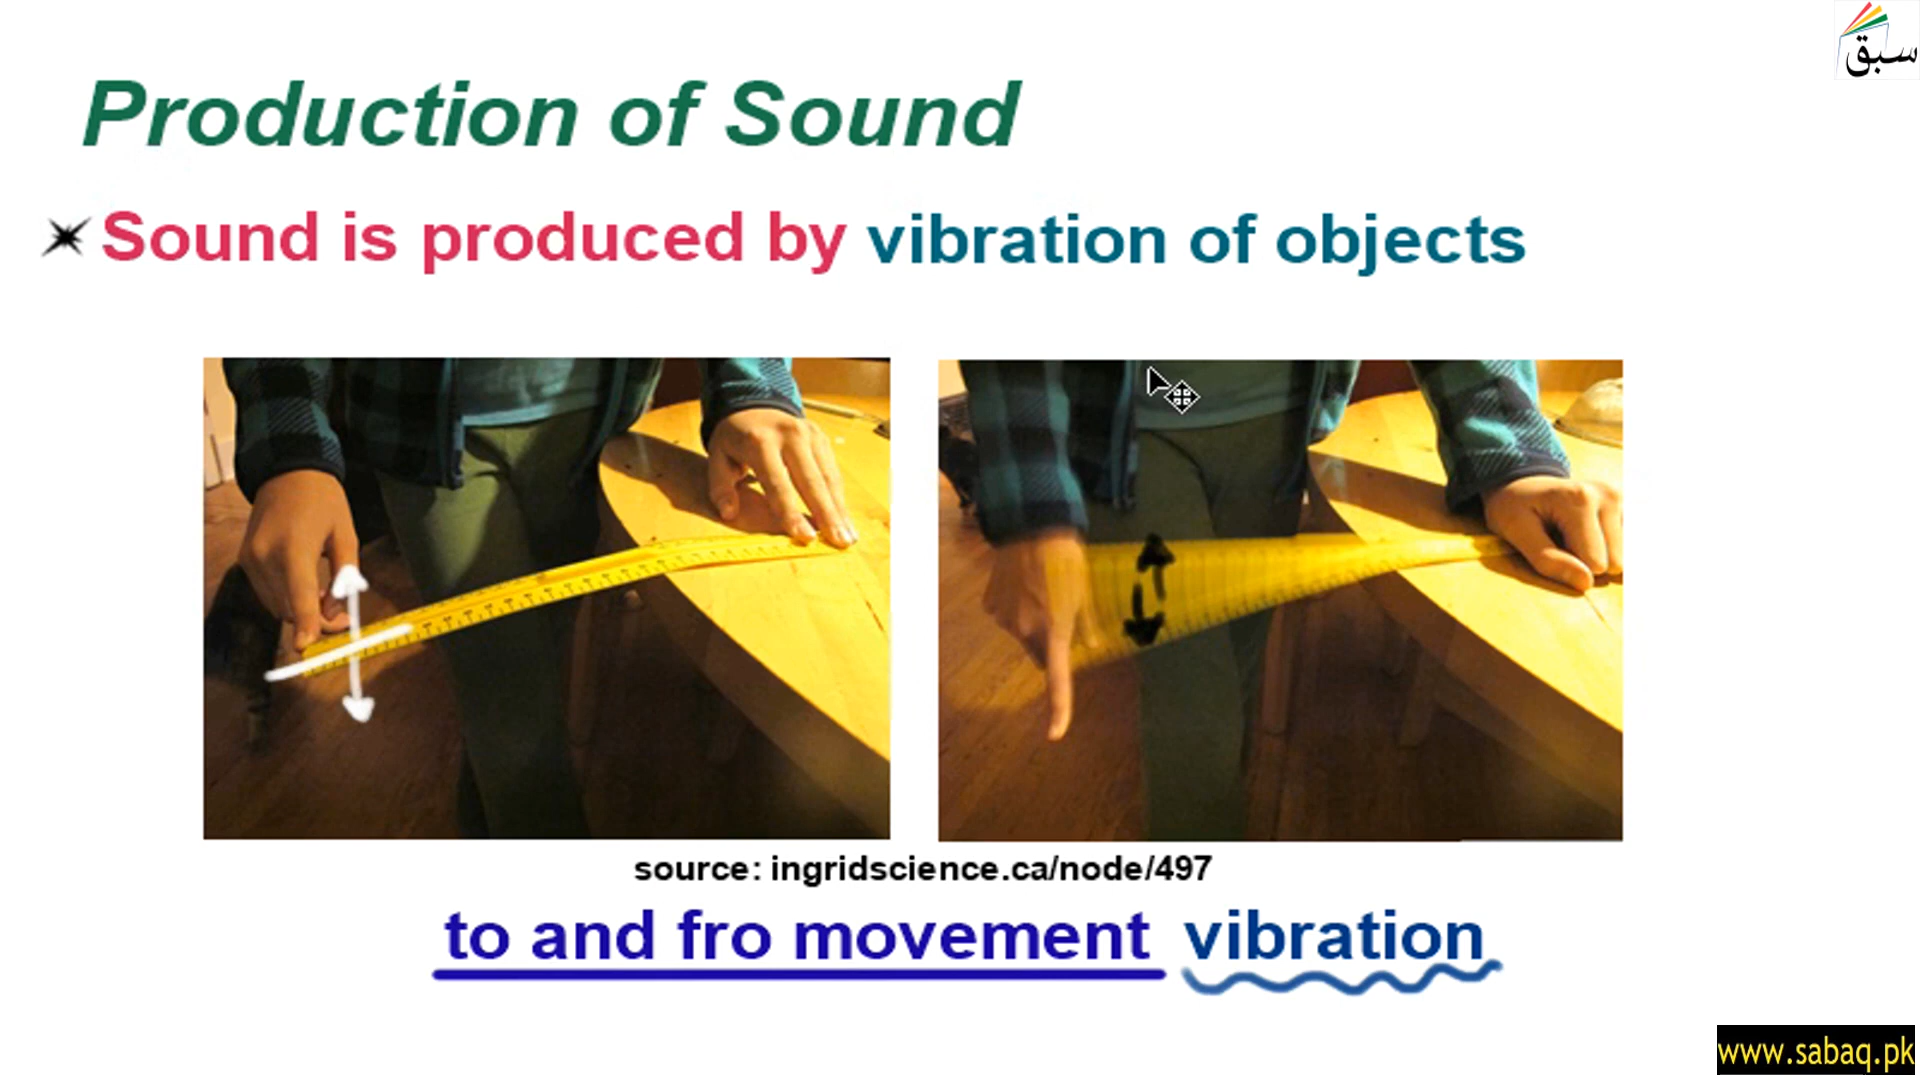 سبق
Production of Sound
Sound is produced by vibration of objects
source: ingridscience.ca/node/497
to and fro movement vibration
www.sabaq.pk